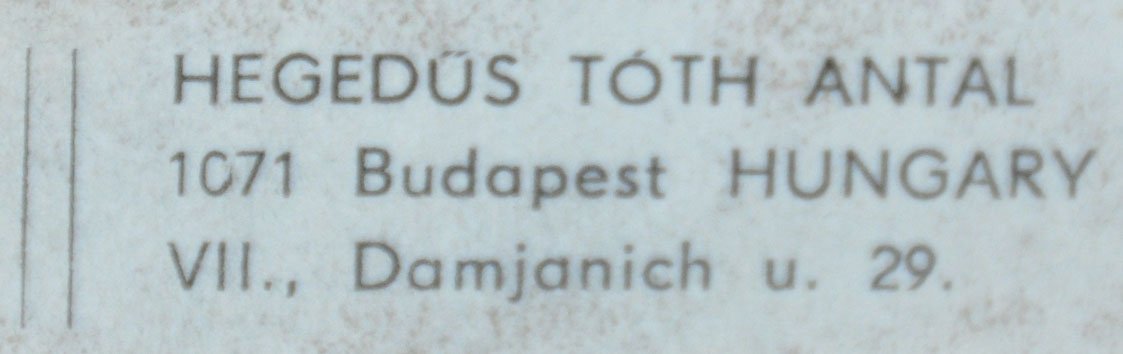 HEGEDŰS TÓTH ANTAL
1071 Budapest HUNGARY
VII., Damjanich u. 29.